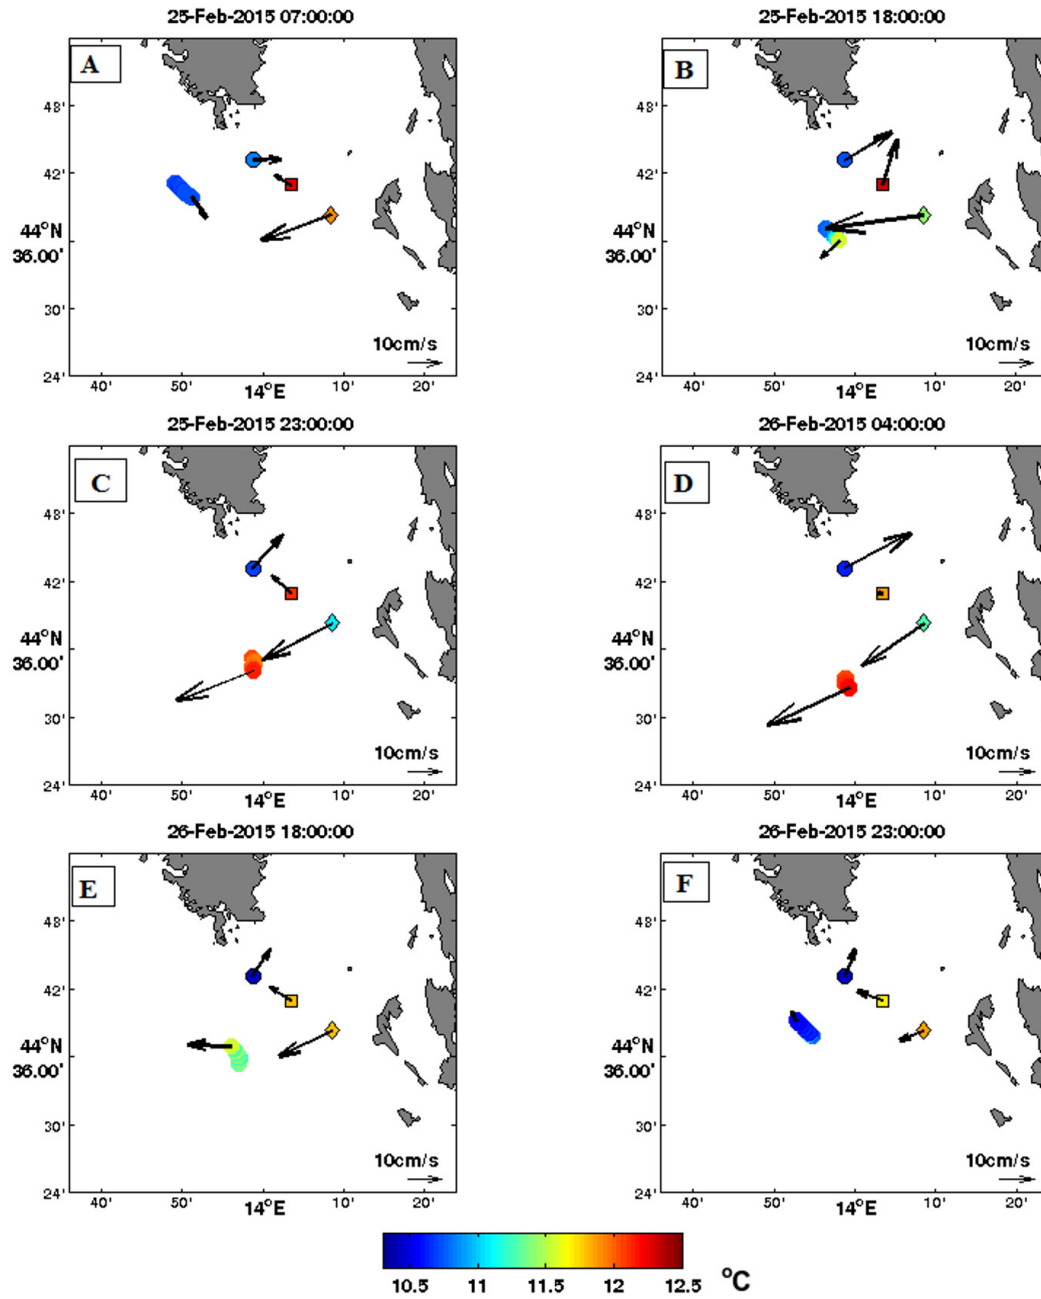 25-Feb-2015 07:00:00
A
48'
42'
44°N
36.00'
30'
24'
10cm/s
40' 50' 14°E 10' 20'
25-Feb-2015 18:00:00
B
48'
42'
44°N
36.00'
30'
24'
10cm/s
40' 50' 14°E 10' 20'
25-Feb-2015 23:00:00
C
48'
42'
44°N
36.00'
30'
24'
10cm/s
40' 50' 14°E 10' 20'
26-Feb-2015 04:00:00
D
48'
42'
44°N
36.00'
30'
24'
10cm/s
40' 50' 14°E 10' 20'
26-Feb-2015 18:00:00
E
48'
42'
44°N
36.00'
30'
24'
10cm/s
40' 50' 14°E 10' 20'
26-Feb-2015 23:00:00
F
48'
42'
44°N
36.00'
30'
24'
10cm/s
40' 50' 14°E 10' 20'
10.5 11 11.5 12 12.5 °C